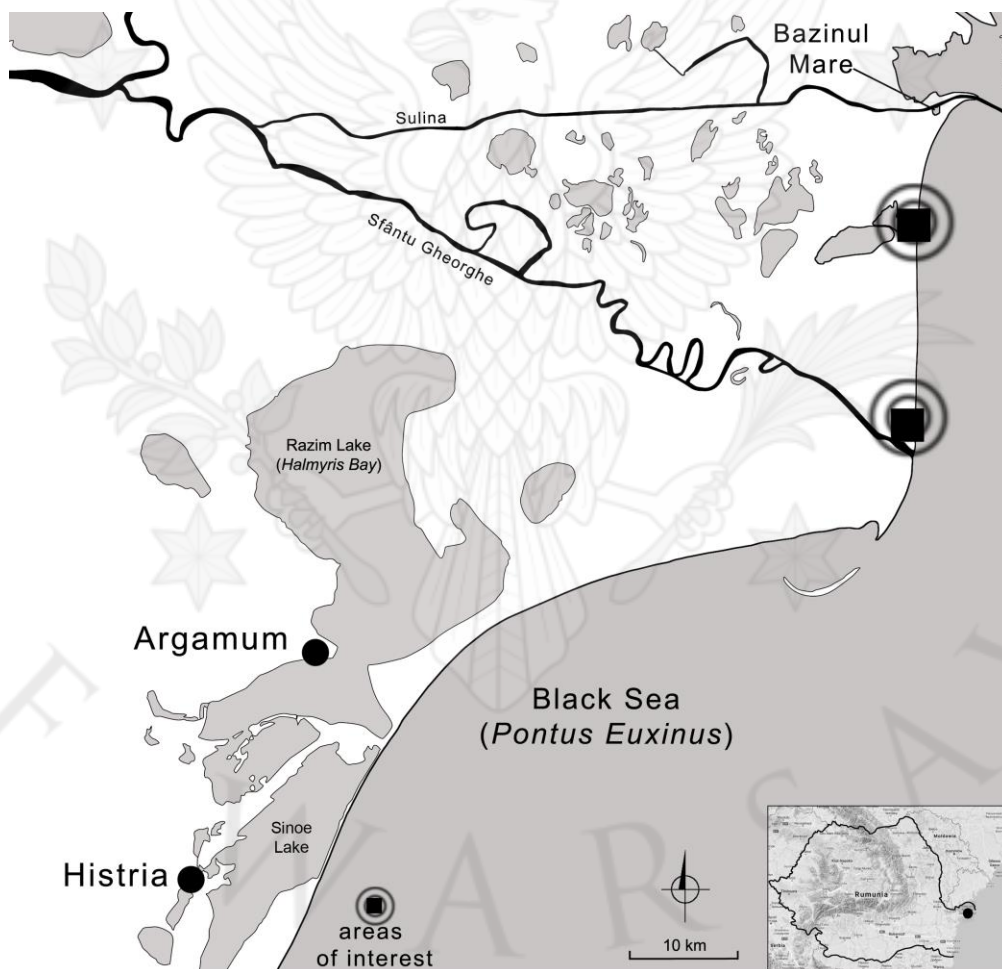 Bazinul
Mare
Sulina
Sfântu Gheorghe
Razim Lake
(Halmyris Bay)
Argamum
Black Sea
(Pontus Euxinus)
Sinoe
Lake
Histria
areas
of interest
10 km
Rumunia
WARSA